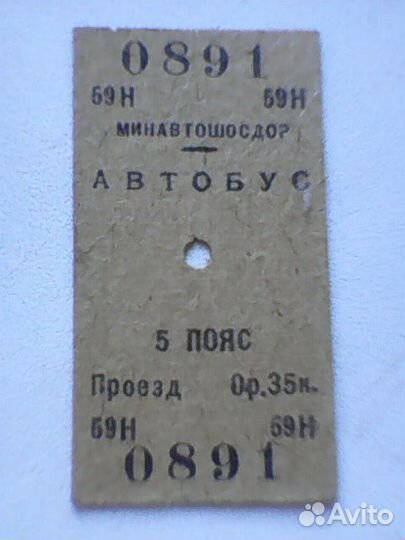 0891
59Н 59Н
МИНАВТОШОСДОР
АВТОБУС
5 ПОЯС
Проезд 0р.35к.
59Н 59Н
0891
Avito